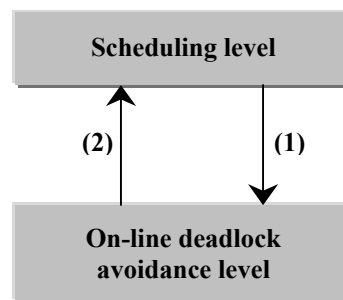 Scheduling level
(2)
(1)
On-line deadlock
avoidance level